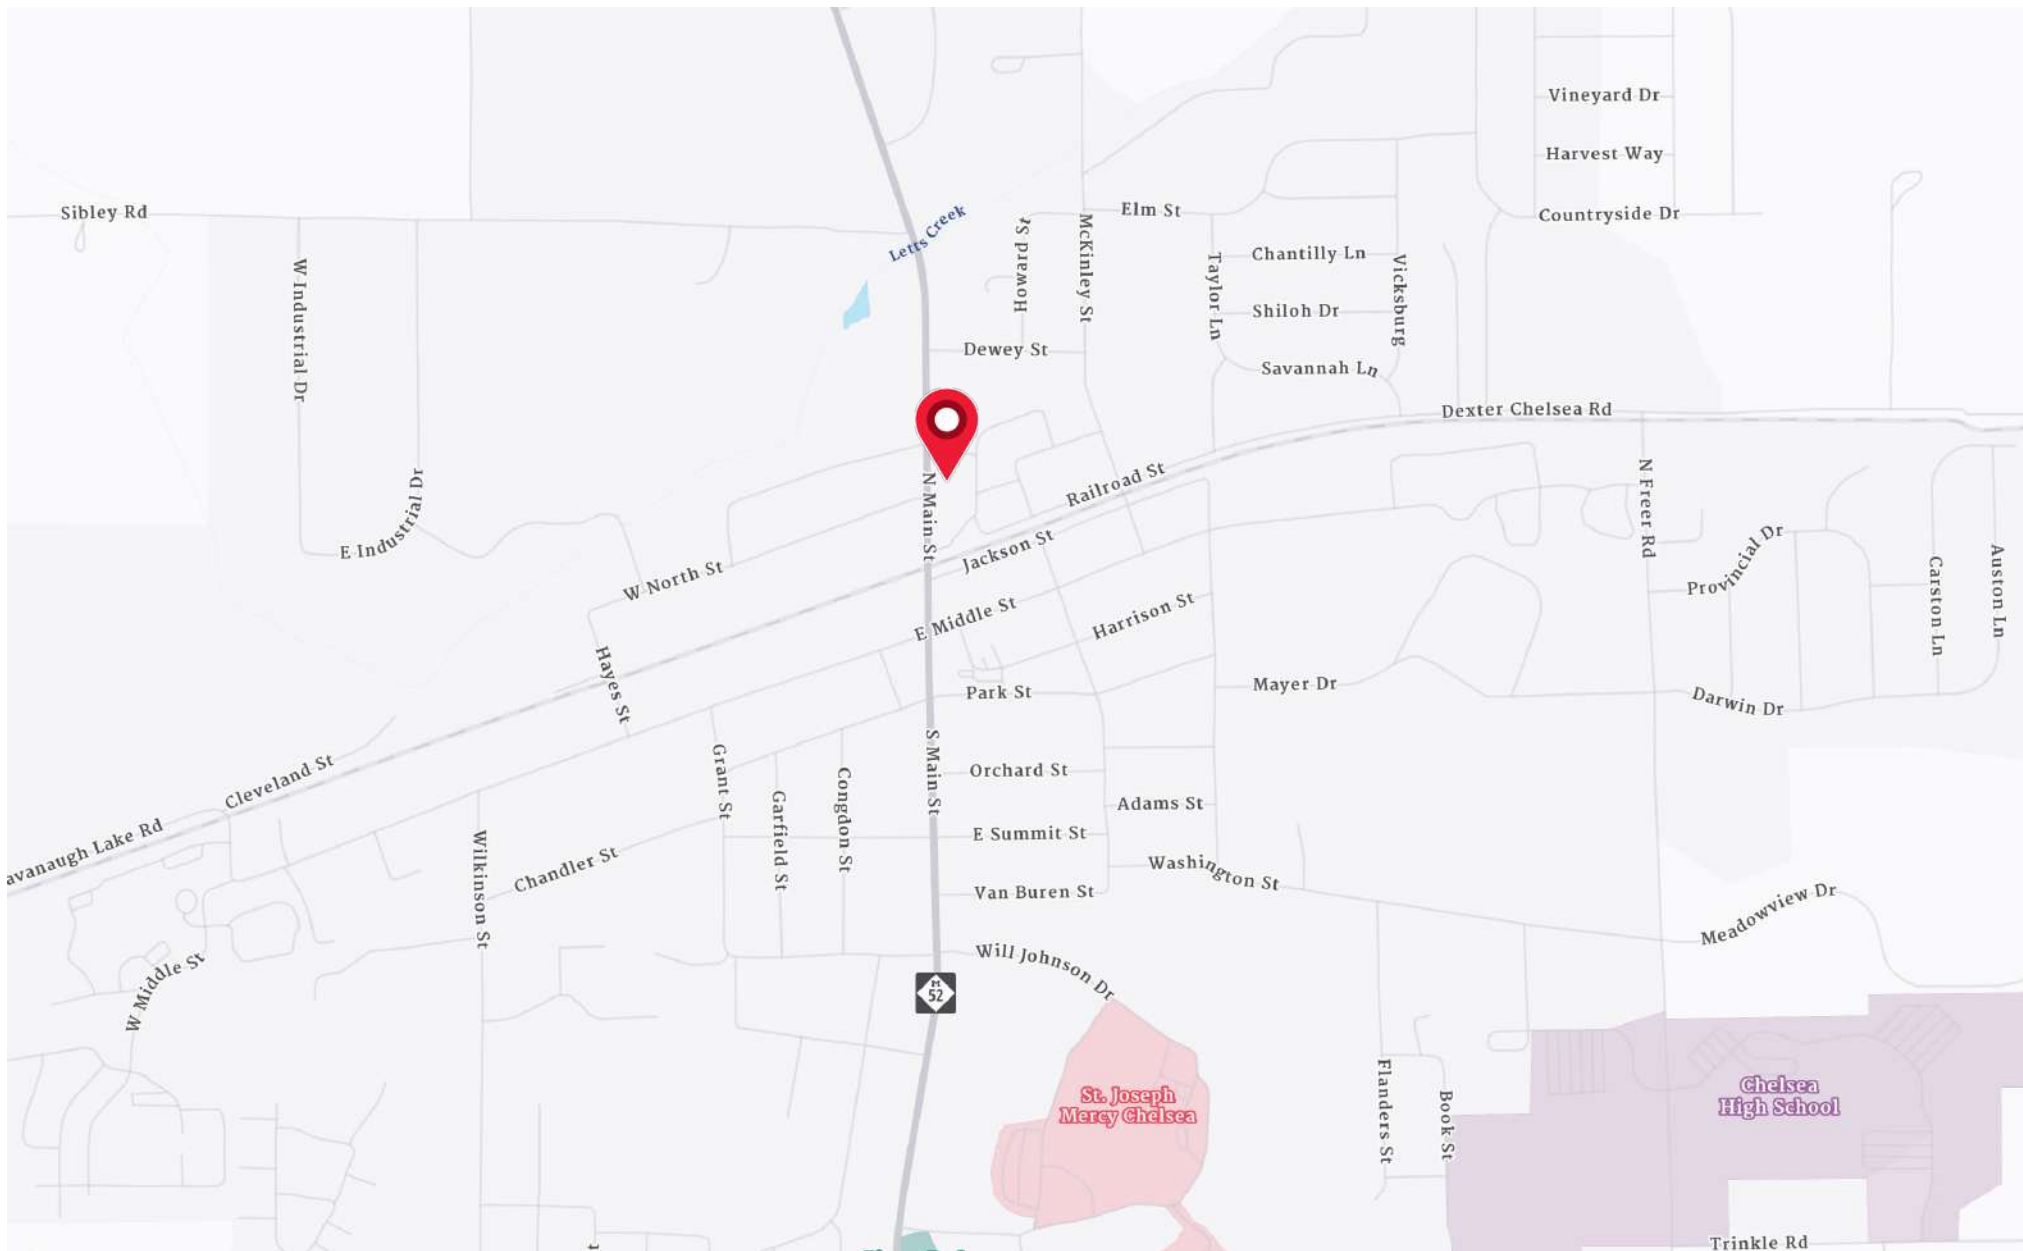 Vineyard Dr
Harvest Way
Sibley Rd
Letts Creek
Elm St
Countryside Dr
Howard St
McKinley St
Chantilly Ln
Taylor Ln
Vicksburg
W Industrial Dr
Shiloh Dr
Dewey St
Savannah Ln
Dexter Chelsea Rd
E Industrial Dr
N Main St
Railroad St
N Freer Rd
Jackson St
Provincial Dr
W North St
Carston Ln
Auston Ln
E Middle St
Harrison St
Hayes St
Park St
Mayer Dr
Darwin Dr
Cleveland St
Grant St
S Main St
Orchard St
Garfield St
Congdon St
Adams St
avanaugh Lake Rd
Wilkinson St
E Summit St
Chandler St
Washington St
Van Buren St
Meadowview Dr
W Middle St
Will Johnson Dr
M
52
St. Joseph
Mercy Chelsea
Flanders St
Book St
Chelsea
High School
Trinkle Rd